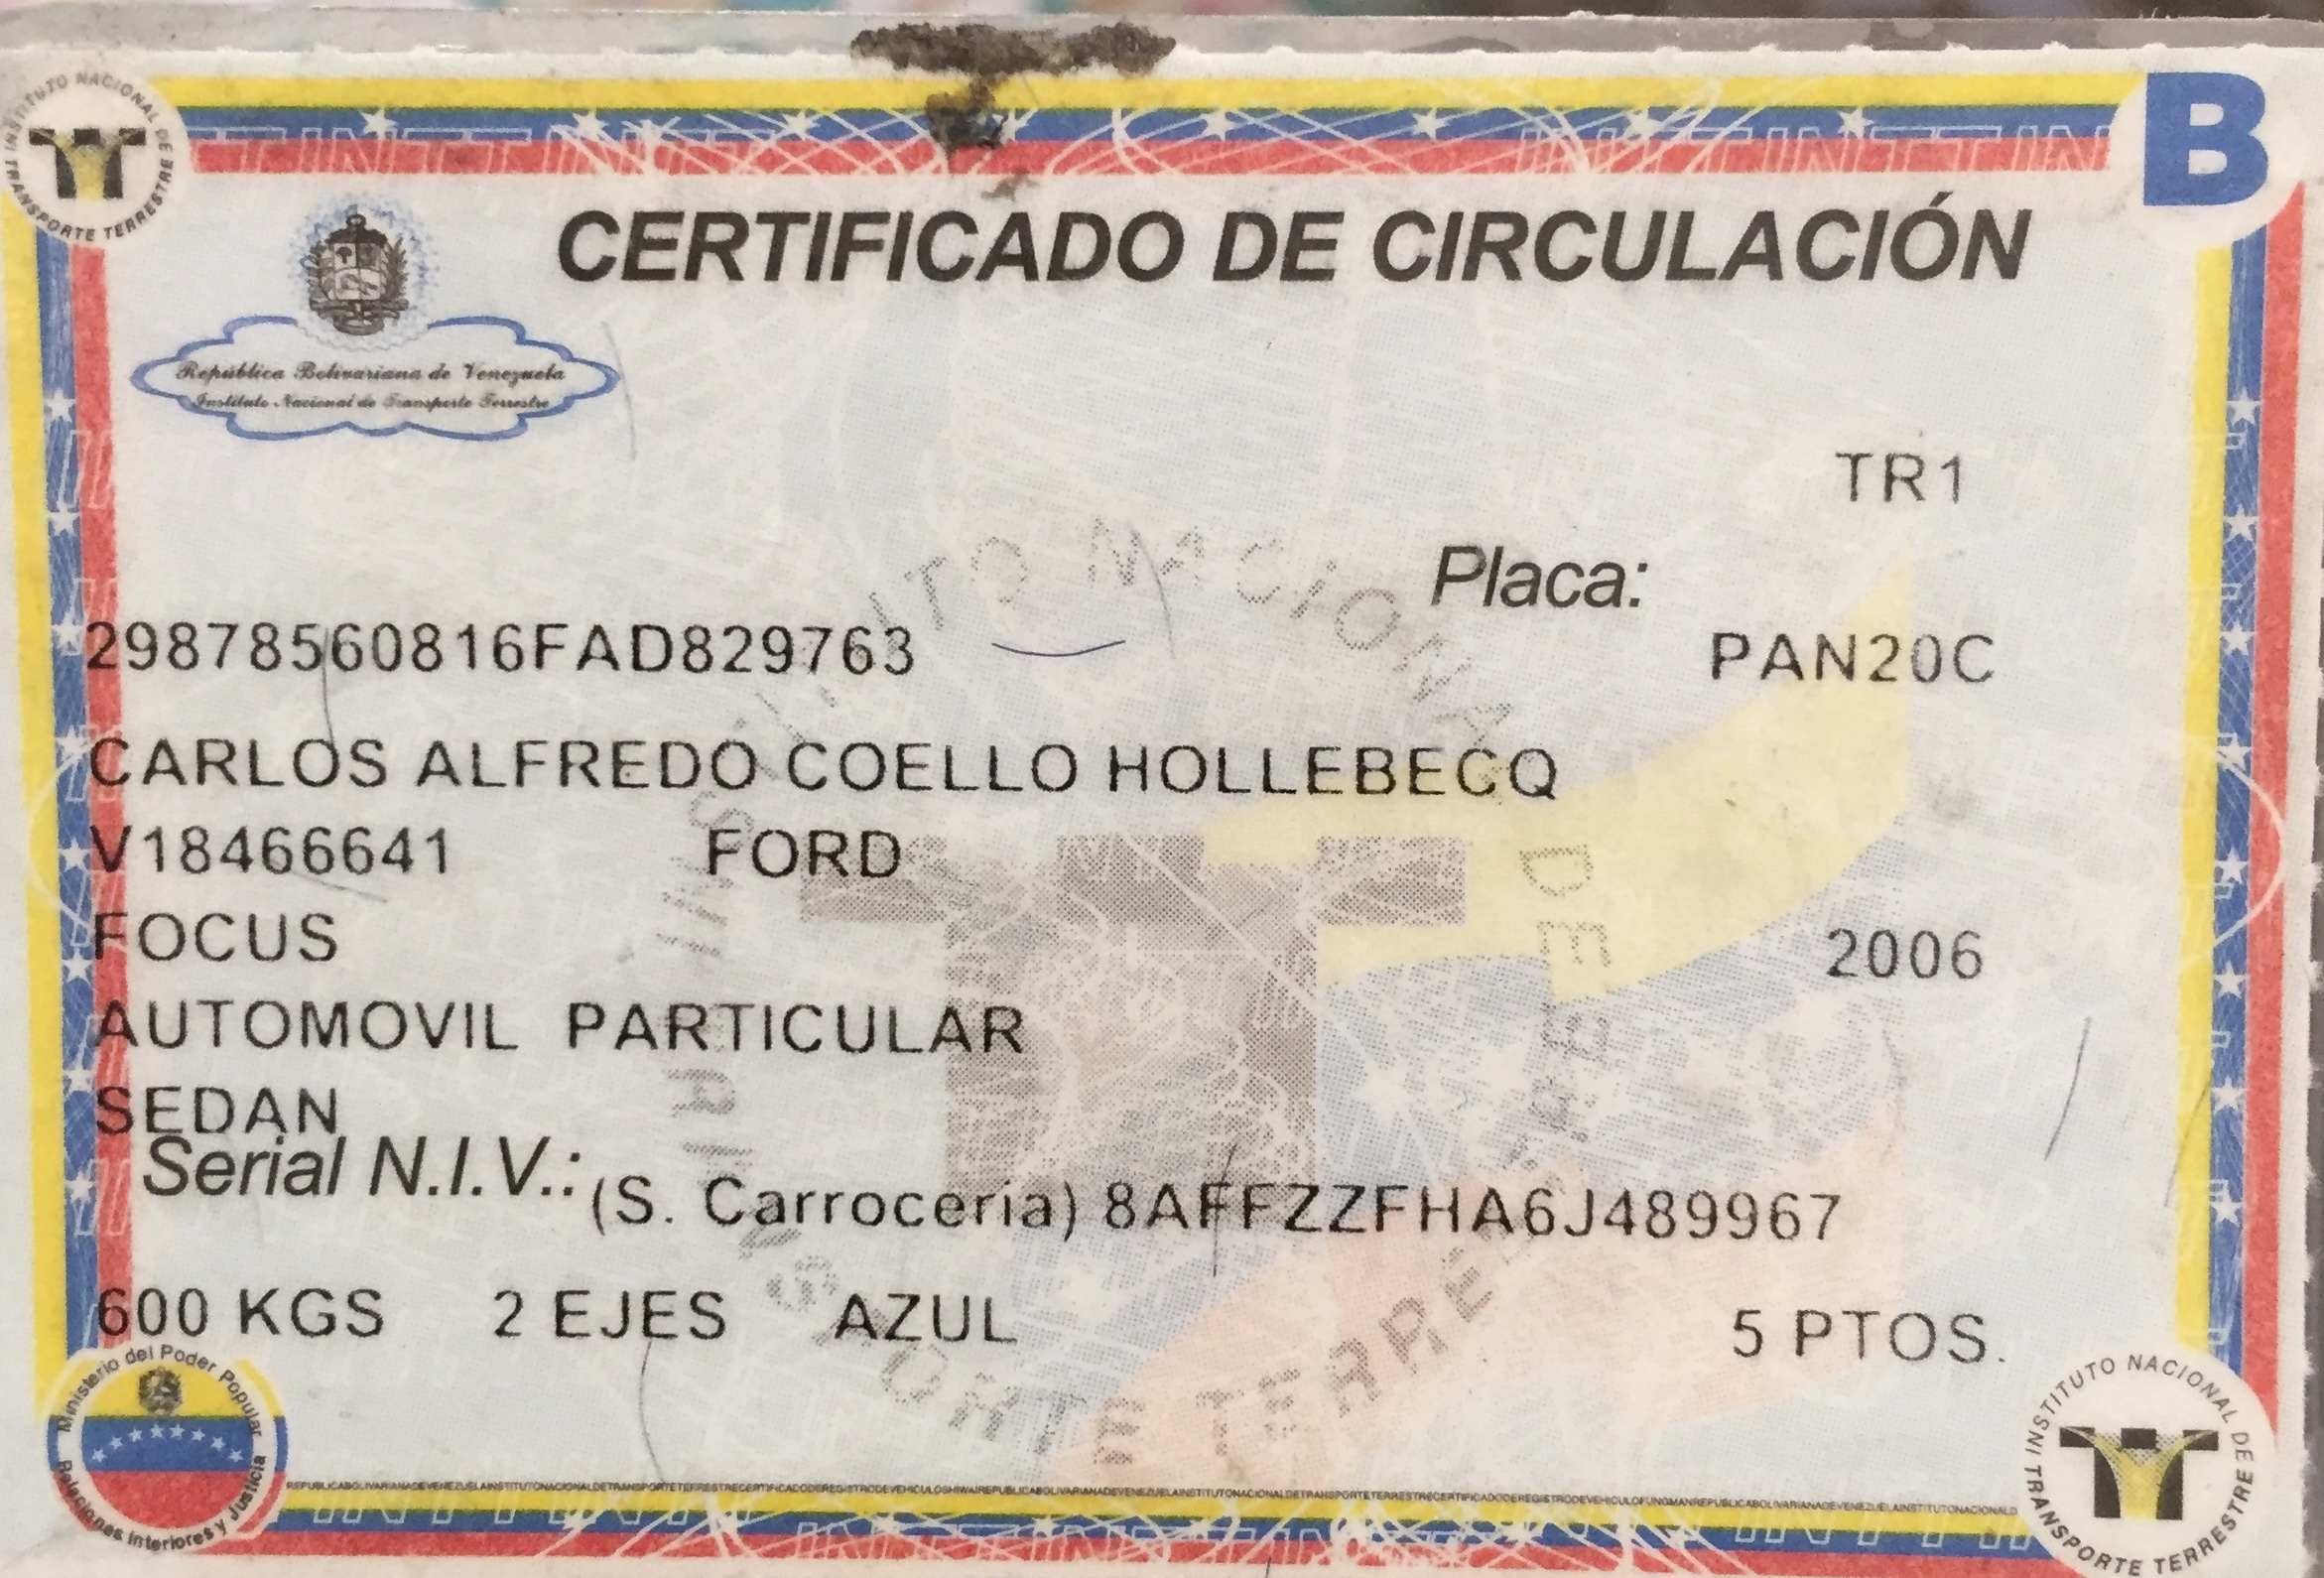 INSTITUTO NACIONAL DE TRANSPORTE TERRESTRE
B
CERTIFICADO DE CIRCULACIÓN
República Bolivariana de Venezuela
Instituto Nacional de Transporte Terrestre
TR1
Placa:
29878560816FAD829763
PAN20C
CARLOS ALFREDO COELLO HOLLEBECQ
V18466641 FORD
FOCUS 2006
AUTOMOVIL PARTICULAR
SEDAN
Serial N.I.V.: (S. Carroceria) 8AFFZZFHA6J489967
600 KGS 2 EJES AZUL 5 PTOS.
INSTITUTO NACIONAL DE TRANSPORTE TERRESTRE
Ministerio del Poder Popular
Relaciones Interiores y Justicia
INSTITUTO NACIONAL DE TRANSPORTE TERRESTRE